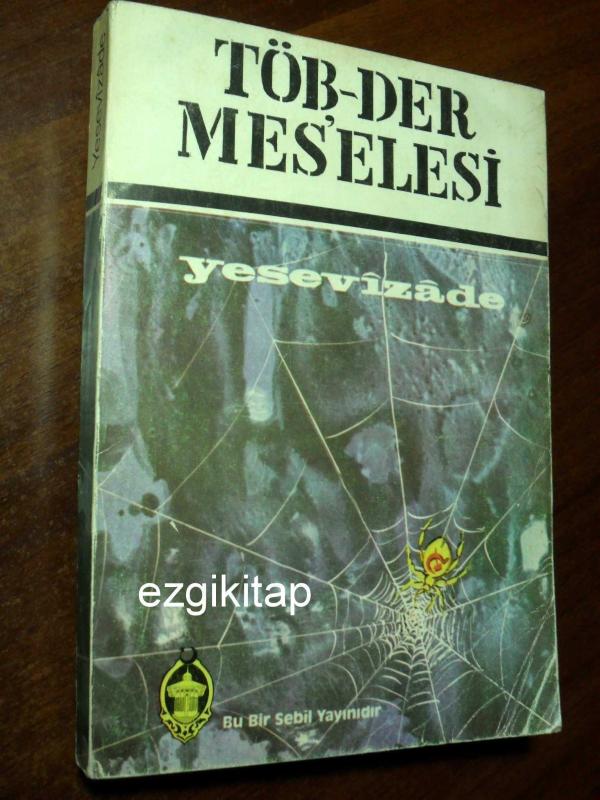 Yesevîzâde
TÖB-DER
MES'ELESİ
yesevîzâde
ezgikitap
Bu Bir Sebil Yayınıdır